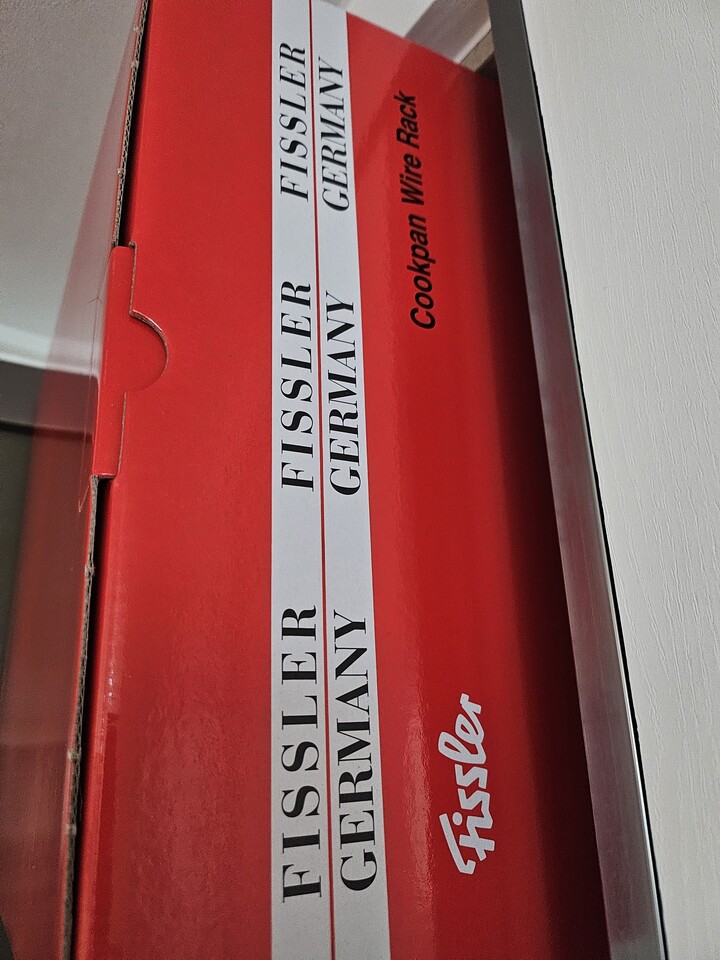 FISSLER FISSLER FISSLER
GERMANY GERMANY GERMANY
Cookpan Wire Rack
Fissler